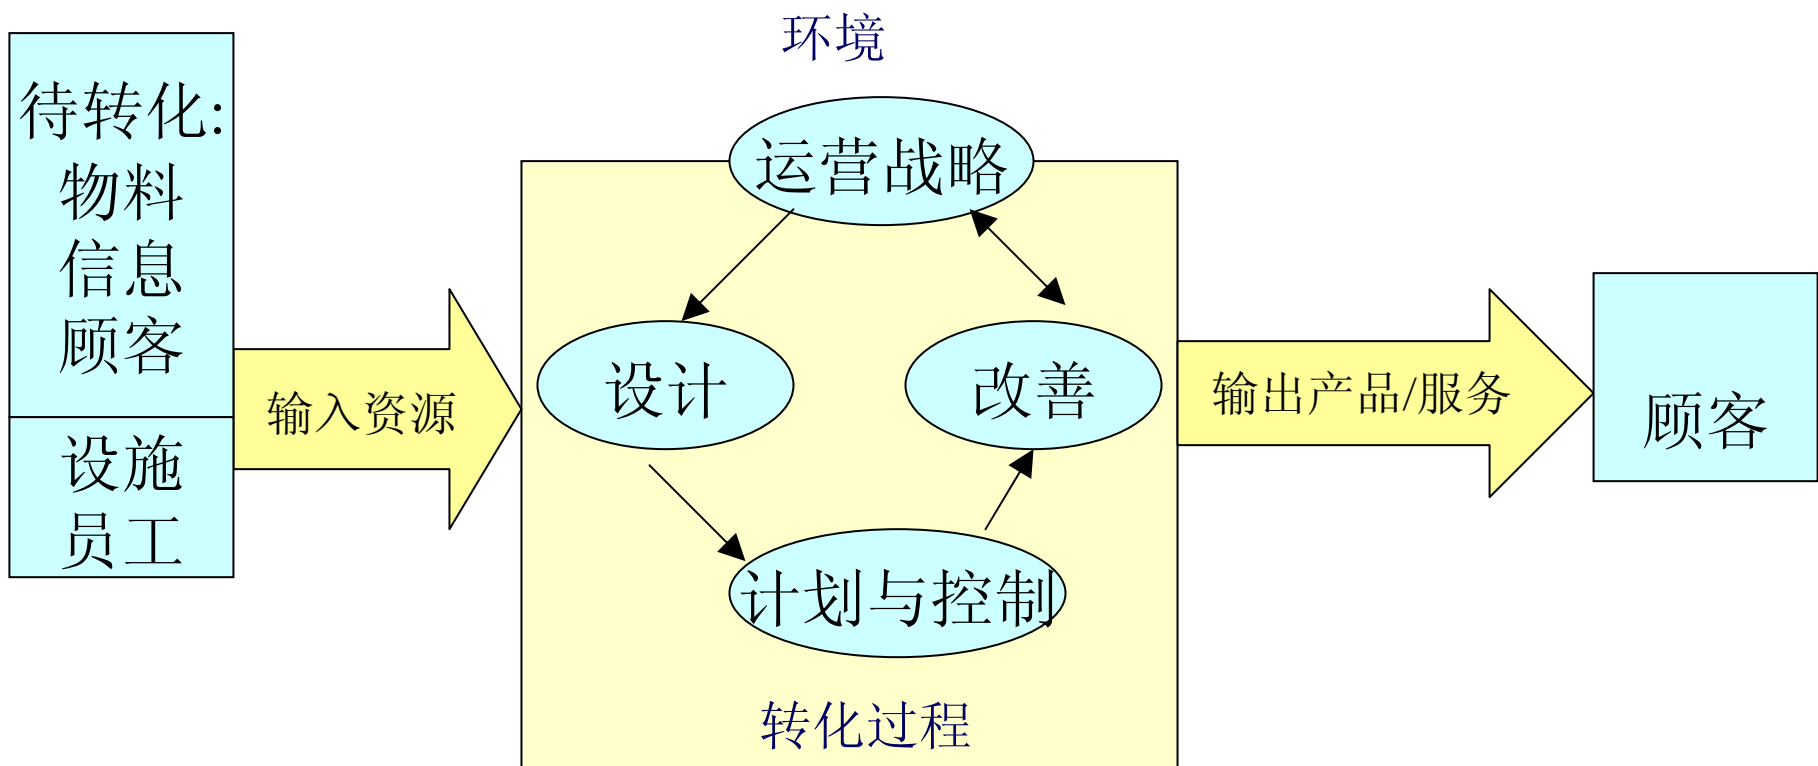 环境
待转化:
物料
信息
顾客
设施
员工
输入资源
运营战略
设计
改善
计划与控制
转化过程
输出产品/服务
顾客